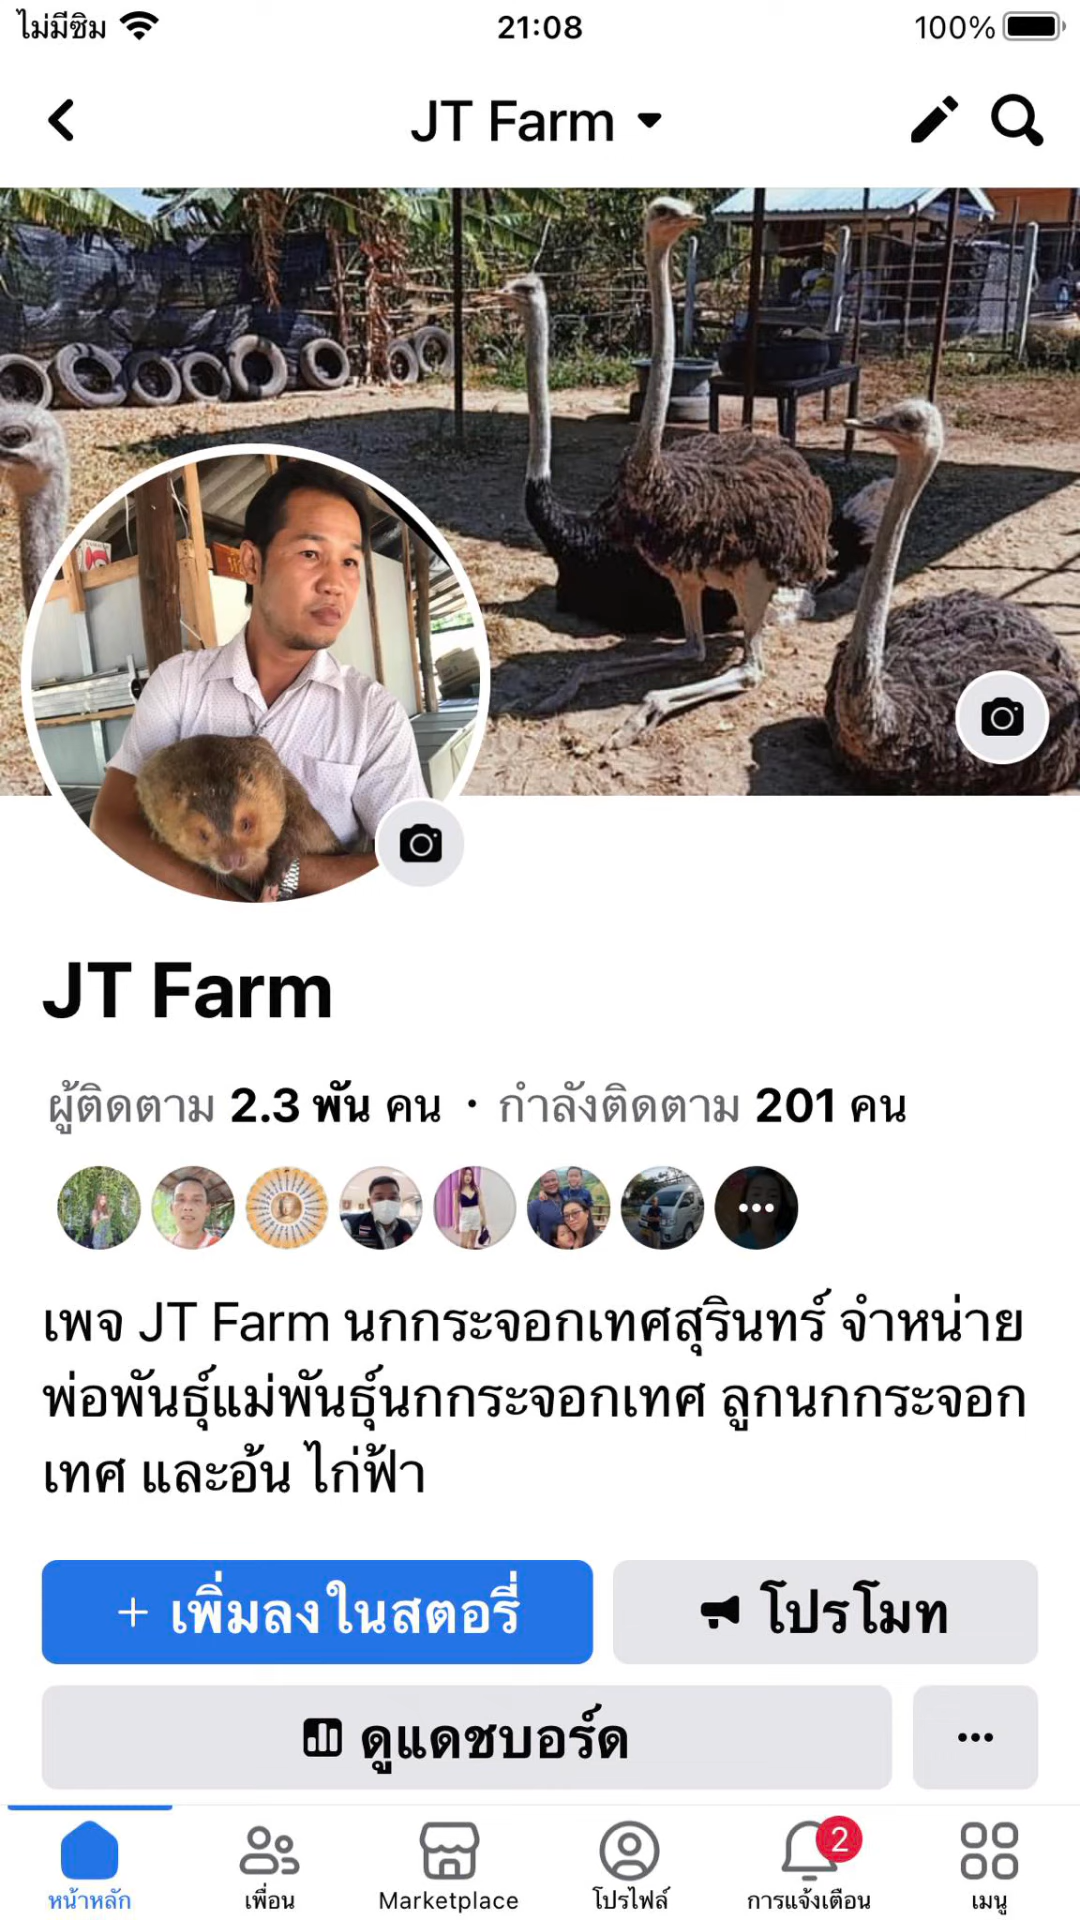 ไม่มีซิม 21:08 100%
JT Farm
JT Farm
ผู้ติดตาม 2.3 พัน คน · กำลังติดตาม 201 คน
เพจ JT Farm นกกระจอกเทศสุรินทร์ จำหน่าย
พ่อพันธุ์แม่พันธุ์นกกระจอกเทศ ลูกนกกระจอก
เทศ และอ้น ไก่ฟ้า
+ เพิ่มลงในสตอรี่ โปรโมท
ดูแดชบอร์ด
2
หน้าหลัก เพื่อน Marketplace โปรไฟล์ การแจ้งเตือน เมนู